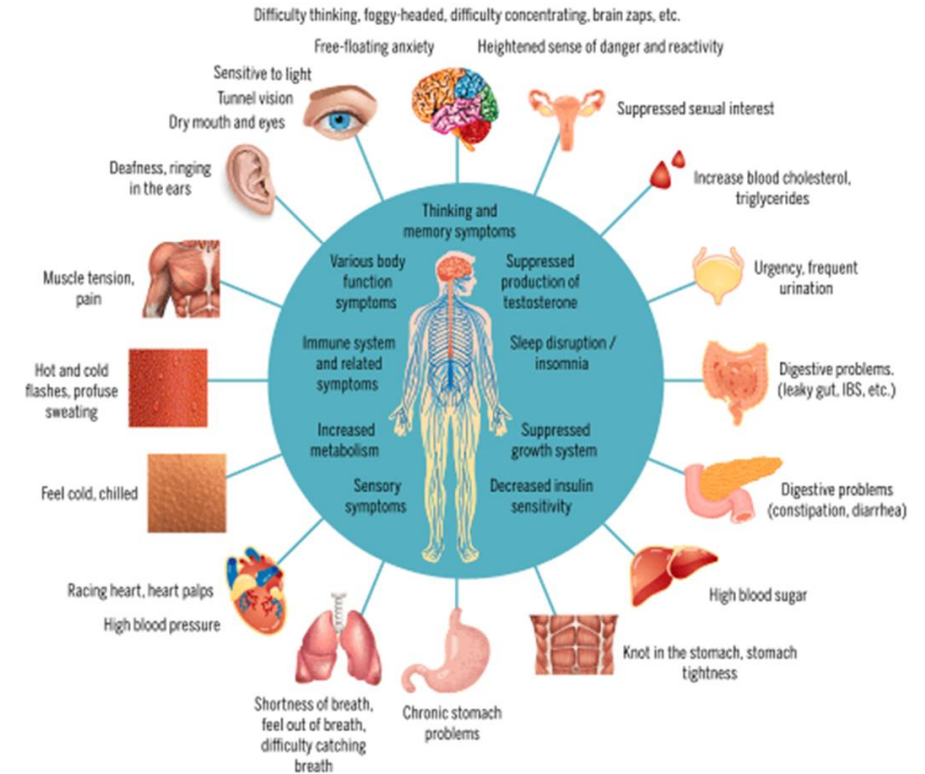 Difficulty thinking, foggy-headed, difficulty concentrating, brain zaps, etc.
Free-floating anxiety
Heightened sense of danger and reactivity
Sensitive to light
Tunnel vision
Dry mouth and eyes
Suppressed sexual interest
Deafness, ringing
in the ears
Increase blood cholesterol,
triglycerides
Thinking and
memory symptoms
Various body
function
symptoms
Suppressed
production of
testosterone
Muscle tension,
pain
Urgency, frequent
urination
Immune system
and related
symptoms
Sleep disruption /
insomnia
Hot and cold
flashes, profuse
sweating
Digestive problems.
(leaky gut, IBS, etc.)
Increased
metabolism
Suppressed
growth system
Sensory
symptoms
Decreased insulin
sensitivity
Feel cold, chilled
Digestive problems
(constipation, diarrhea)
Racing heart, heart palps
High blood pressure
High blood sugar
Knot in the stomach, stomach
tightness
Shortness of breath,
feel out of breath,
difficulty catching
breath
Chronic stomach
problems